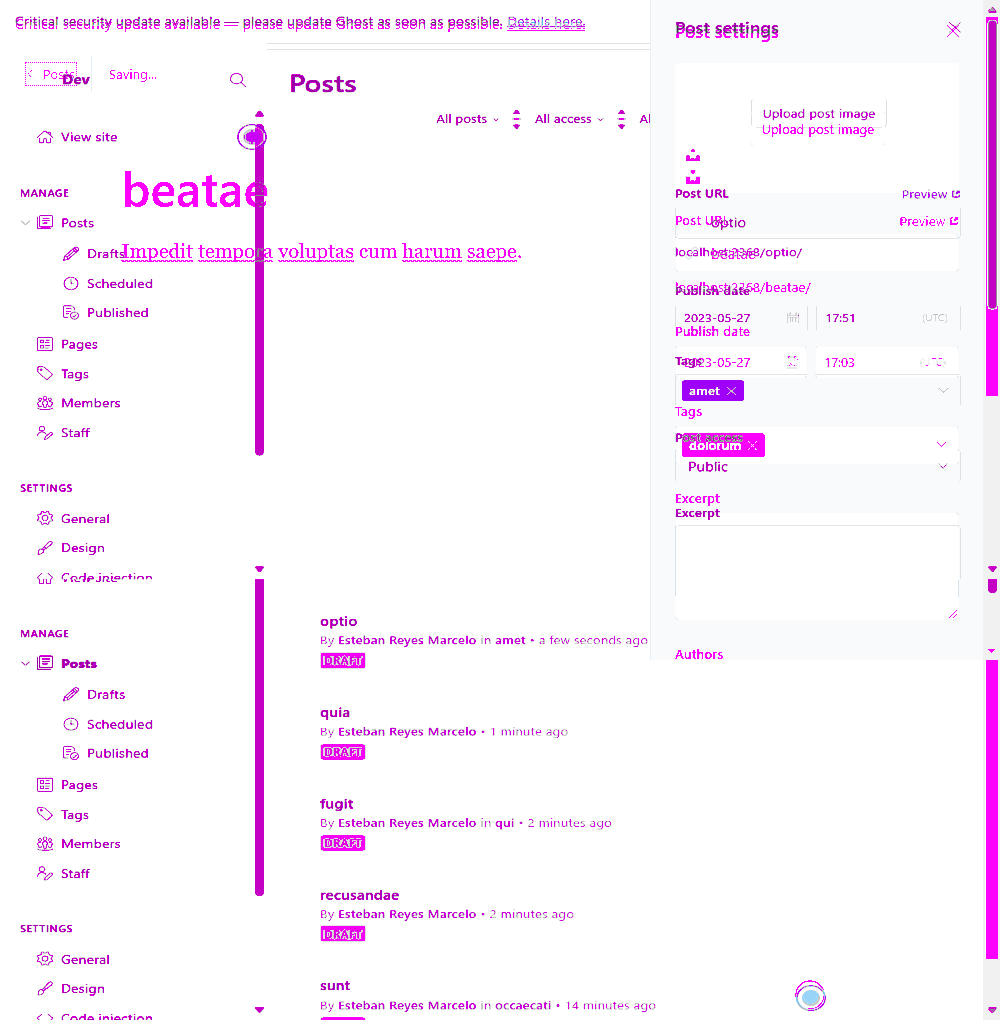 Critical security update available — please update Ghost as soon as possible. Details here.
Post settings
Post settings
Posts
Dev
Saving...
Posts
Upload post image
Upload post image
All posts
All access
Al
View site
beatae
MANAGE
Post URL
Preview
Posts
Post URL
optio
Preview
Drafts
Impedit tempora voluptas cum harum saepe.
localhost:2368/optio/
beatae
Scheduled
localhost:2368/beatae/
Publish date
Published
2023-05-27
17:51
(UTC)
Publish date
Pages
Tags
2023-05-27
17:03
(UTC)
Tags
amet
Members
Tags
Staff
dolorum
Public
SETTINGS
Excerpt
Excerpt
General
Design
Code injection
optio
By Esteban Reyes Marcelo in amet • a few seconds ago
DRAFT
MANAGE
Authors
Posts
Drafts
quia
Scheduled
By Esteban Reyes Marcelo • 1 minute ago
Published
DRAFT
Pages
fugit
Tags
By Esteban Reyes Marcelo in qui • 2 minutes ago
Members
DRAFT
Staff
recusandae
By Esteban Reyes Marcelo • 2 minutes ago
SETTINGS
DRAFT
General
sunt
Design
By Esteban Reyes Marcelo in occaecati • 14 minutes ago
Code injection